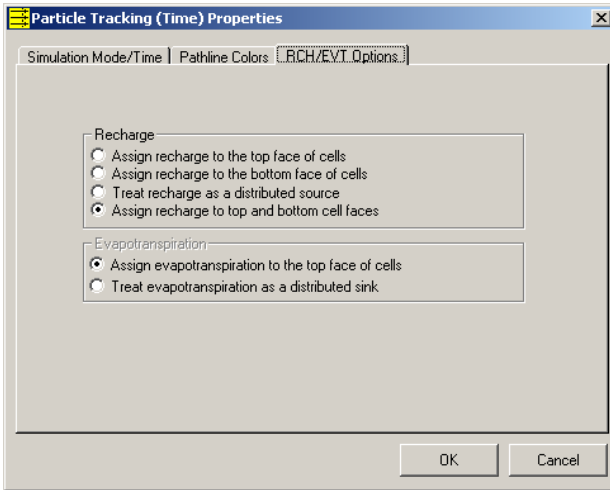 Particle Tracking (Time) Properties
Simulation Mode/Time Pathline Colors RCH/EVT Options
Recharge
Assign recharge to the top face of cells
Assign recharge to the bottom face of cells
Treat recharge as a distributed source
Assign recharge to top and bottom cell faces
Evapotranspiration
Assign evapotranspiration to the top face of cells
Treat evapotranspiration as a distributed sink
OK Cancel